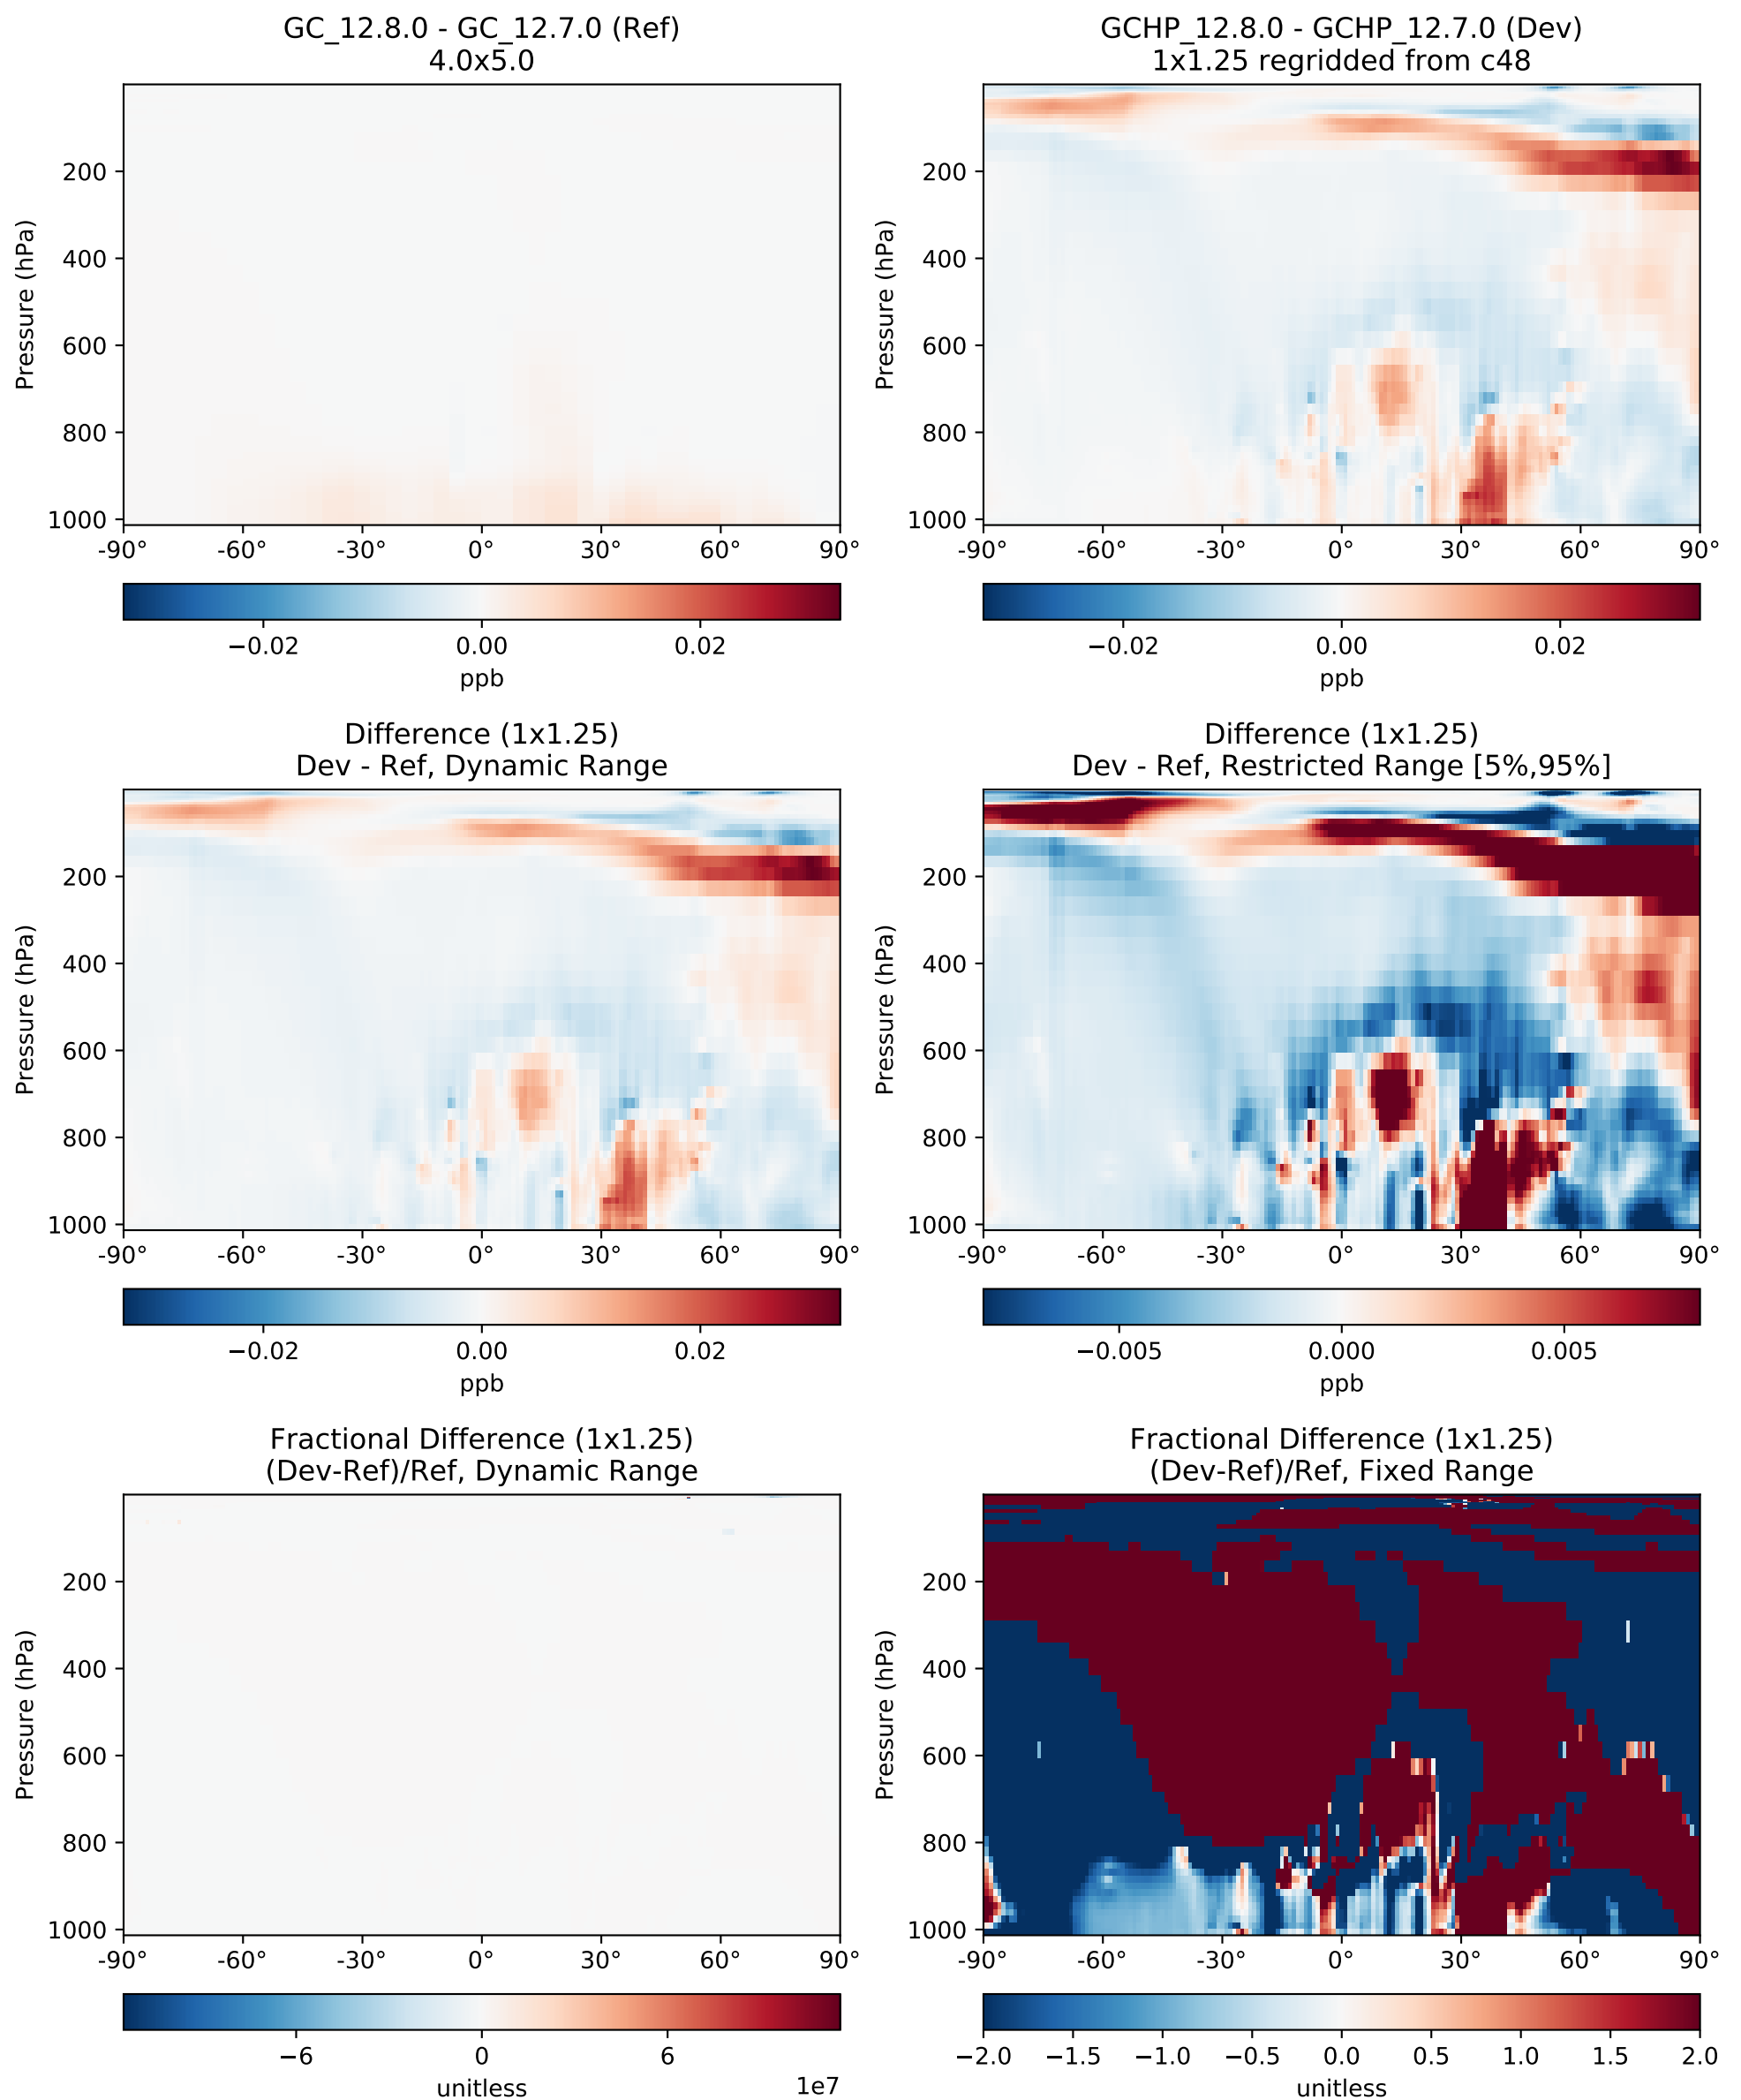 GC_12.8.0 - GC_12.7.0 (Ref)
4.0x5.0
Pressure (hPa)
200
400
600
800
1000
-90° -60° -30° 0° 30° 60° 90°
−0.02 0.00 0.02
ppb
GCHP_12.8.0 - GCHP_12.7.0 (Dev)
1x1.25 regridded from c48
Pressure (hPa)
200
400
600
800
1000
-90° -60° -30° 0° 30° 60° 90°
−0.02 0.00 0.02
ppb
Difference (1x1.25)
Dev - Ref, Dynamic Range
Pressure (hPa)
200
400
600
800
1000
-90° -60° -30° 0° 30° 60° 90°
−0.02 0.00 0.02
ppb
Difference (1x1.25)
Dev - Ref, Restricted Range [5%,95%]
Pressure (hPa)
200
400
600
800
1000
-90° -60° -30° 0° 30° 60° 90°
−0.005 0.000 0.005
ppb
Fractional Difference (1x1.25)
(Dev-Ref)/Ref, Dynamic Range
Pressure (hPa)
200
400
600
800
1000
-90° -60° -30° 0° 30° 60° 90°
−6 0 6
unitless 1e7
Fractional Difference (1x1.25)
(Dev-Ref)/Ref, Fixed Range
Pressure (hPa)
200
400
600
800
1000
-90° -60° -30° 0° 30° 60° 90°
−2.0 −1.5 −1.0 −0.5 0.0 0.5 1.0 1.5 2.0
unitless